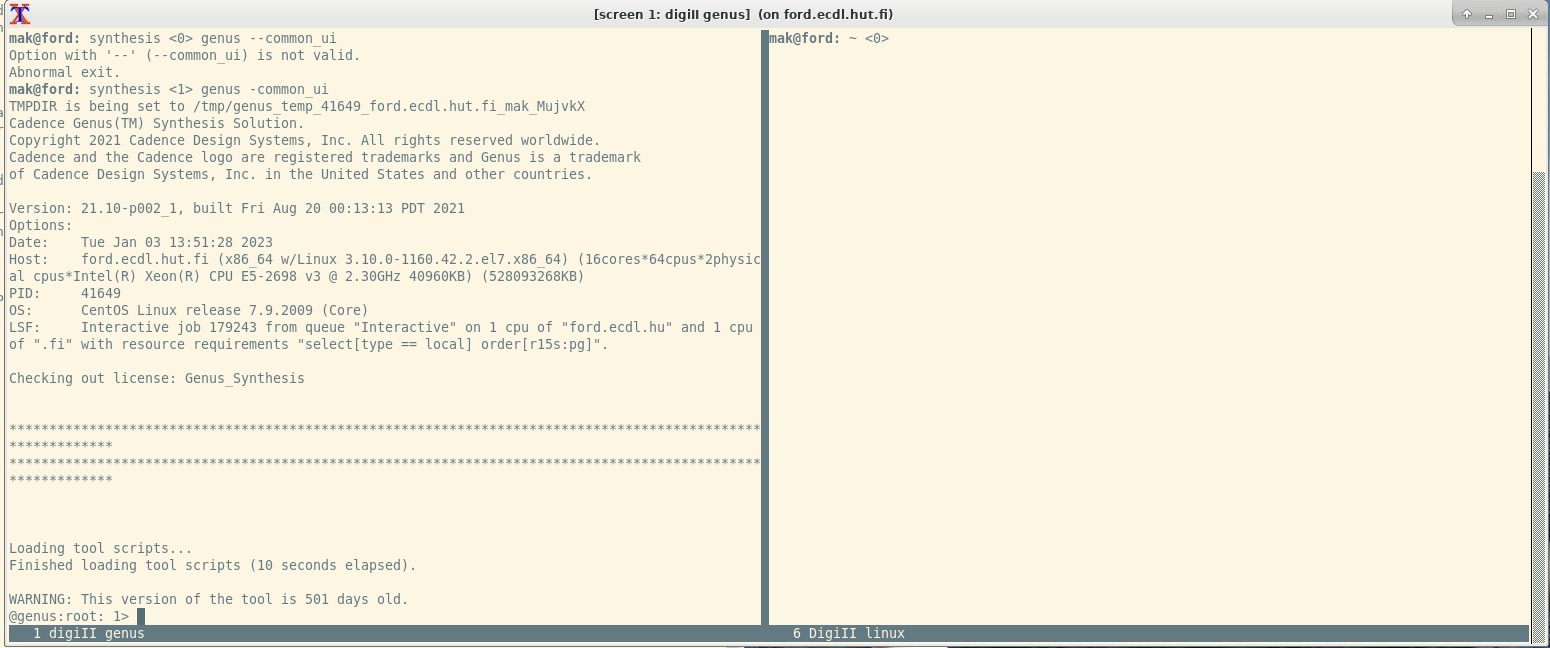 [screen 1: digiII genus] (on ford.ecdl.hut.fi)
mak@ford: synthesis <0> genus --common_ui
Option with '--' (--common_ui) is not valid.
Abnormal exit.
mak@ford: synthesis <1> genus -common_ui
TMPDIR is being set to /tmp/genus_temp_41649_ford.ecdl.hut.fi_mak_MujvkX
Cadence Genus(TM) Synthesis Solution.
Copyright 2021 Cadence Design Systems, Inc. All rights reserved worldwide.
Cadence and the Cadence logo are registered trademarks and Genus is a trademark
of Cadence Design Systems, Inc. in the United States and other countries.
Version: 21.10-p002_1, built Fri Aug 20 00:13:13 PDT 2021
Options:
Date:    Tue Jan 03 13:51:28 2023
Host:    ford.ecdl.hut.fi (x86_64 w/Linux 3.10.0-1160.42.2.el7.x86_64) (16cores*64cpus*2physic
al cpus*Intel(R) Xeon(R) CPU E5-2698 v3 @ 2.30GHz 40960KB) (528093268KB)
PID:     41649
OS:      CentOS Linux release 7.9.2009 (Core)
LSF:     Interactive job 179243 from queue "Interactive" on 1 cpu of "ford.ecdl.hu" and 1 cpu
of ".fi" with resource requirements "select[type == local] order[r15s:pg]".
Checking out license: Genus_Synthesis
**********************************************************************************************
*************
**********************************************************************************************
*************
Loading tool scripts...
Finished loading tool scripts (10 seconds elapsed).
WARNING: This version of the tool is 501 days old.
@genus:root: 1>
1 digiII genus
mak@ford: ~ <0>
6 DigiII linux